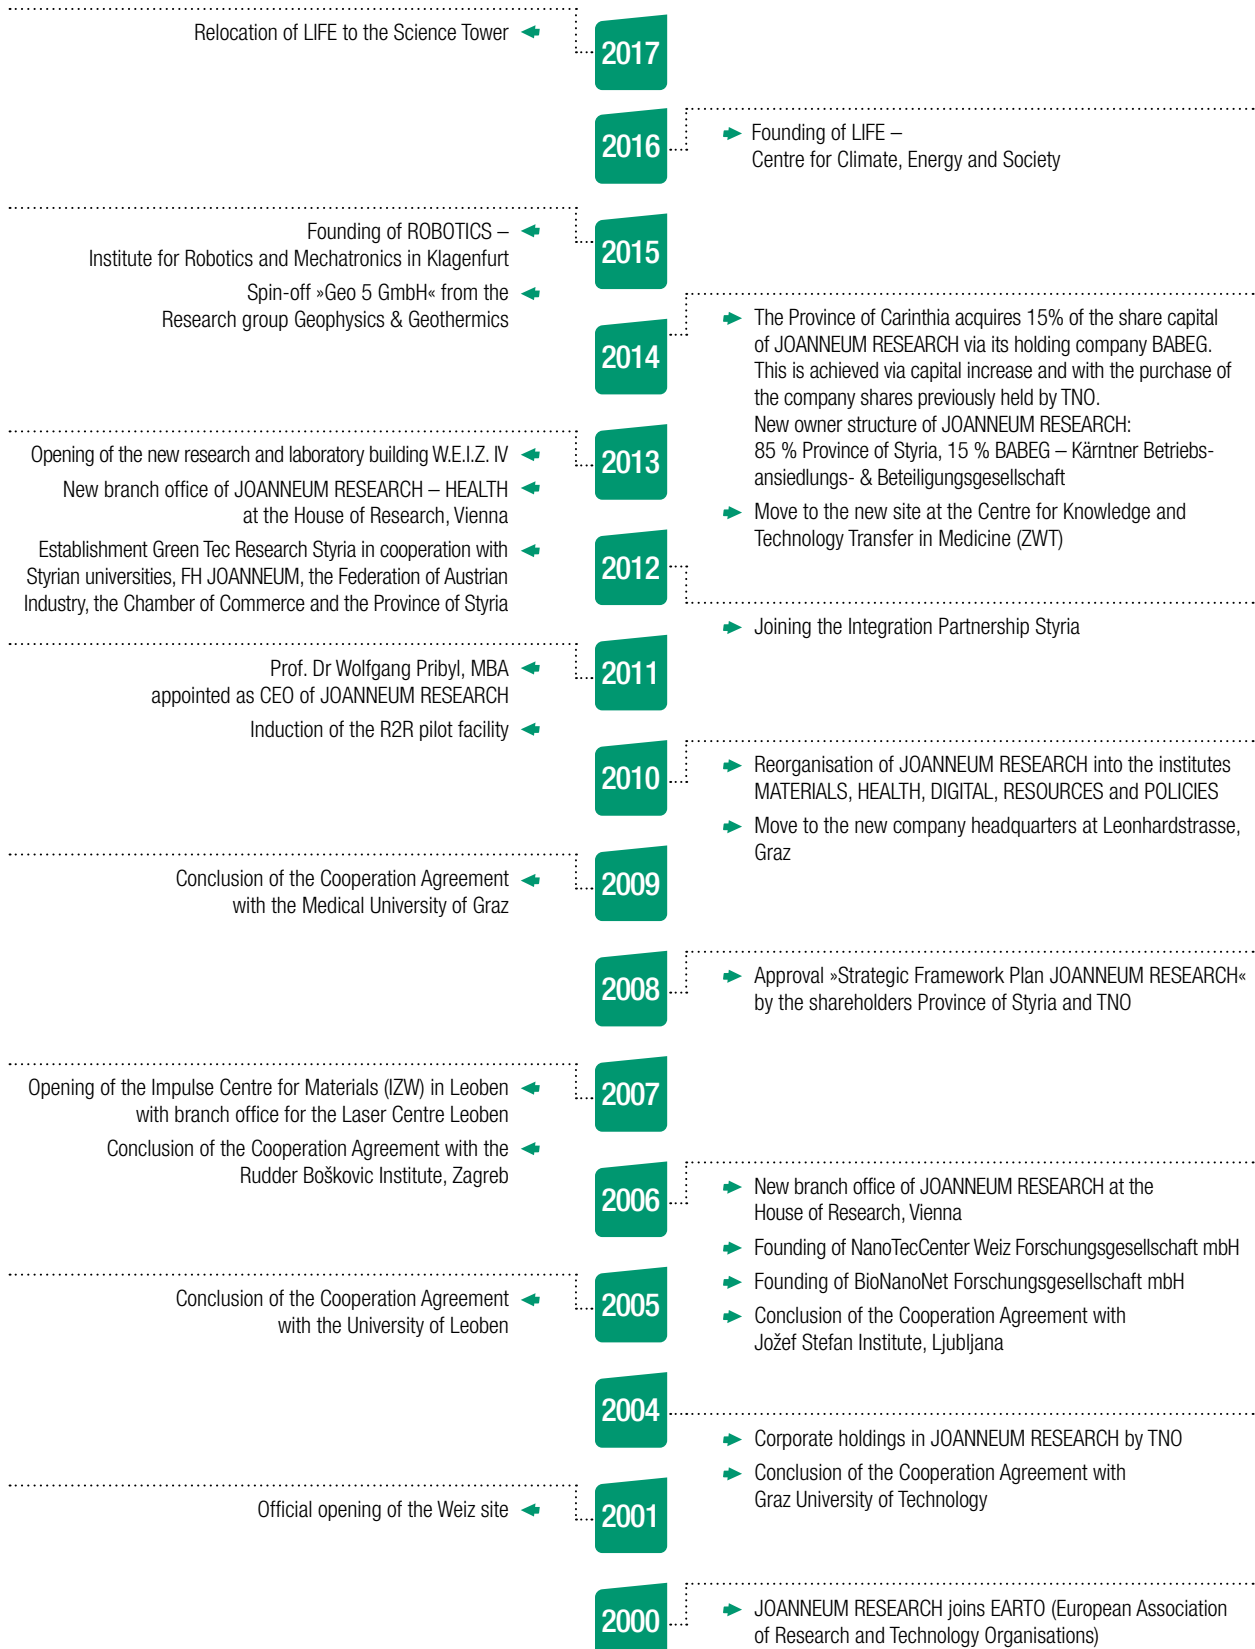 2017
Relocation of LIFE to the Science Tower
2016
Founding of LIFE –
Centre for Climate, Energy and Society
2015
Founding of ROBOTICS –
Institute for Robotics and Mechatronics in Klagenfurt
Spin-off »Geo 5 GmbH« from the
Research group Geophysics & Geothermics
2014
The Province of Carinthia acquires 15% of the share capital
of JOANNEUM RESEARCH via its holding company BABEG.
This is achieved via capital increase and with the purchase of
the company shares previously held by TNO.
New owner structure of JOANNEUM RESEARCH:
85 % Province of Styria, 15 % BABEG – Kärntner Betriebs-
ansiedlungs- & Beteiligungsgesellschaft
Move to the new site at the Centre for Knowledge and
Technology Transfer in Medicine (ZWT)
2013
Opening of the new research and laboratory building W.E.I.Z. IV
New branch office of JOANNEUM RESEARCH – HEALTH
at the House of Research, Vienna
Establishment Green Tec Research Styria in cooperation with
Styrian universities, FH JOANNEUM, the Federation of Austrian
Industry, the Chamber of Commerce and the Province of Styria
2012
Joining the Integration Partnership Styria
2011
Prof. Dr Wolfgang Pribyl, MBA
appointed as CEO of JOANNEUM RESEARCH
Induction of the R2R pilot facility
2010
Reorganisation of JOANNEUM RESEARCH into the institutes
MATERIALS, HEALTH, DIGITAL, RESOURCES and POLICIES
Move to the new company headquarters at Leonhardstrasse,
Graz
2009
Conclusion of the Cooperation Agreement
with the Medical University of Graz
2008
Approval »Strategic Framework Plan JOANNEUM RESEARCH«
by the shareholders Province of Styria and TNO
2007
Opening of the Impulse Centre for Materials (IZW) in Leoben
with branch office for the Laser Centre Leoben
Conclusion of the Cooperation Agreement with the
Rudder Boškovic Institute, Zagreb
2006
New branch office of JOANNEUM RESEARCH at the
House of Research, Vienna
Founding of NanoTecCenter Weiz Forschungsgesellschaft mbH
Founding of BioNanoNet Forschungsgesellschaft mbH
Conclusion of the Cooperation Agreement with
Jožef Stefan Institute, Ljubljana
2005
Conclusion of the Cooperation Agreement
with the University of Leoben
2004
Corporate holdings in JOANNEUM RESEARCH by TNO
Conclusion of the Cooperation Agreement with
Graz University of Technology
2001
Official opening of the Weiz site
2000
JOANNEUM RESEARCH joins EARTO (European Association
of Research and Technology Organisations)